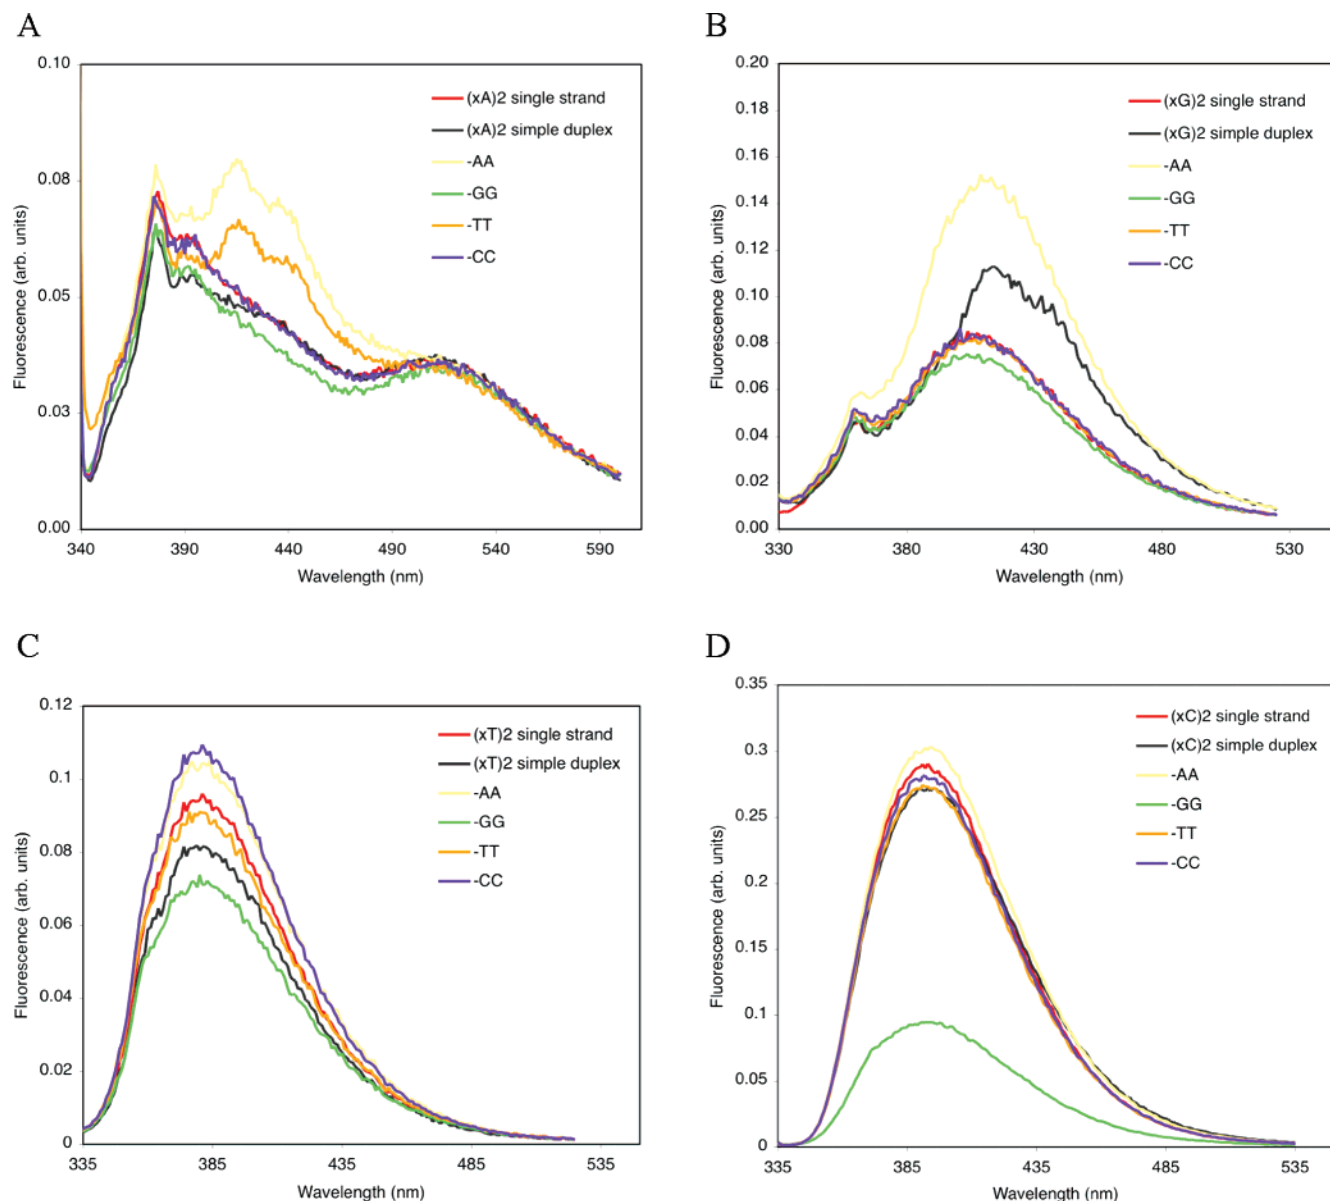 A
0.10
0.08
0.05
0.03
0.00
Fluorescence (arb. units)
340 390 440 490 540 590
Wavelength (nm)
(xA)2 single strand
(xA)2 simple duplex
-AA
-GG
-TT
-CC
B
0.20
0.18
0.16
0.14
0.12
0.10
0.08
0.06
0.04
0.02
0.00
Fluorescence (arb. units)
330 380 430 480 530
Wavelength (nm)
(xG)2 single strand
(xG)2 simple duplex
-AA
-GG
-TT
-CC
C
0.12
0.1
0.08
0.06
0.04
0.02
0
Fluorescence (arb. units)
335 385 435 485 535
Wavelength (nm)
(xT)2 single strand
(xT)2 simple duplex
-AA
-GG
-TT
-CC
D
0.35
0.3
0.25
0.2
0.15
0.1
0.05
0
Fluorescence (arb. units)
335 385 435 485 535
Wavelength (nm)
(xC)2 single strand
(xC)2 simple duplex
-AA
-GG
-TT
-CC